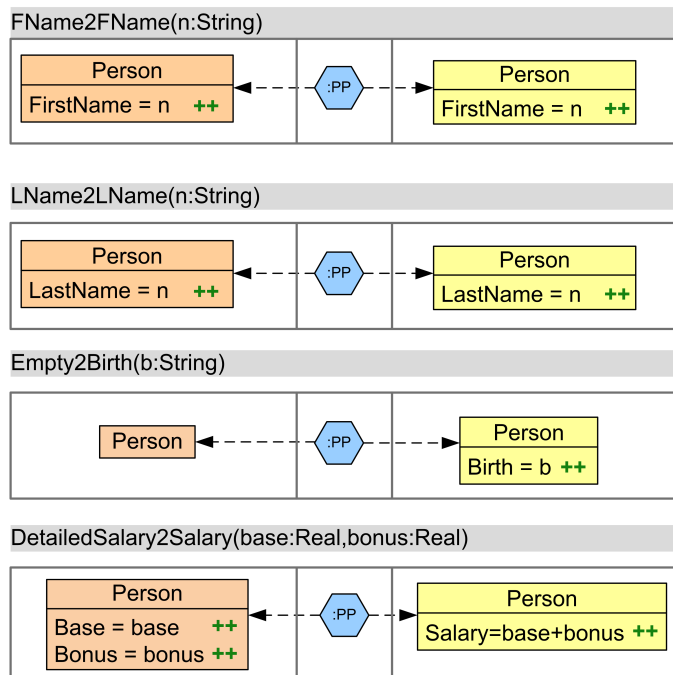 FName2FName(n:String)
Person
FirstName = n ++
:PP
Person
FirstName = n ++
LName2LName(n:String)
Person
LastName = n ++
:PP
Person
LastName = n ++
Empty2Birth(b:String)
Person
:PP
Person
Birth = b ++
DetailedSalary2Salary(base:Real,bonus:Real)
Person
Base = base ++
Bonus = bonus ++
:PP
Person
Salary=base+bonus ++